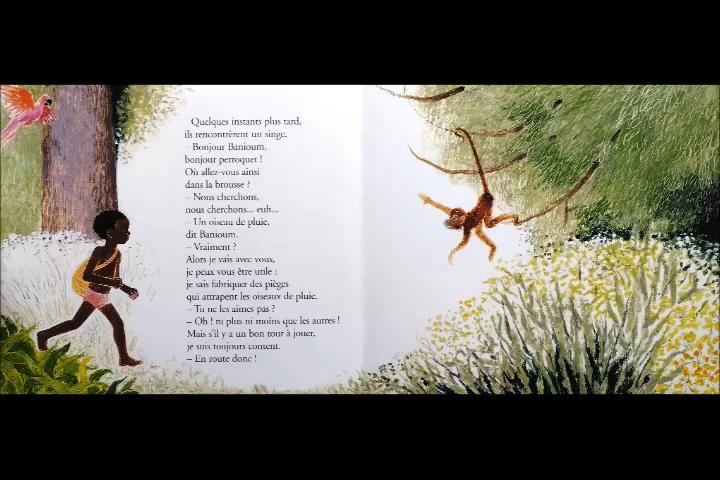 Quelques instants plus tard,
ils rencontrèrent un singe.
– Bonjour Banioum,
bonjour perroquet !
Où allez-vous ainsi
dans la brousse ?
– Nous cherchons,
nous cherchons... euh...
– Un oiseau de pluie,
dit Banioum.
– Vraiment ?
Alors je vais avec vous,
je peux vous être utile :
je sais fabriquer des pièges
qui attrapent les oiseaux de pluie.
– Tu ne les aimes pas ?
– Oh ! ni plus ni moins que les autres !
Mais s'il y a un bon tour à jouer,
je suis toujours content.
– En route donc !